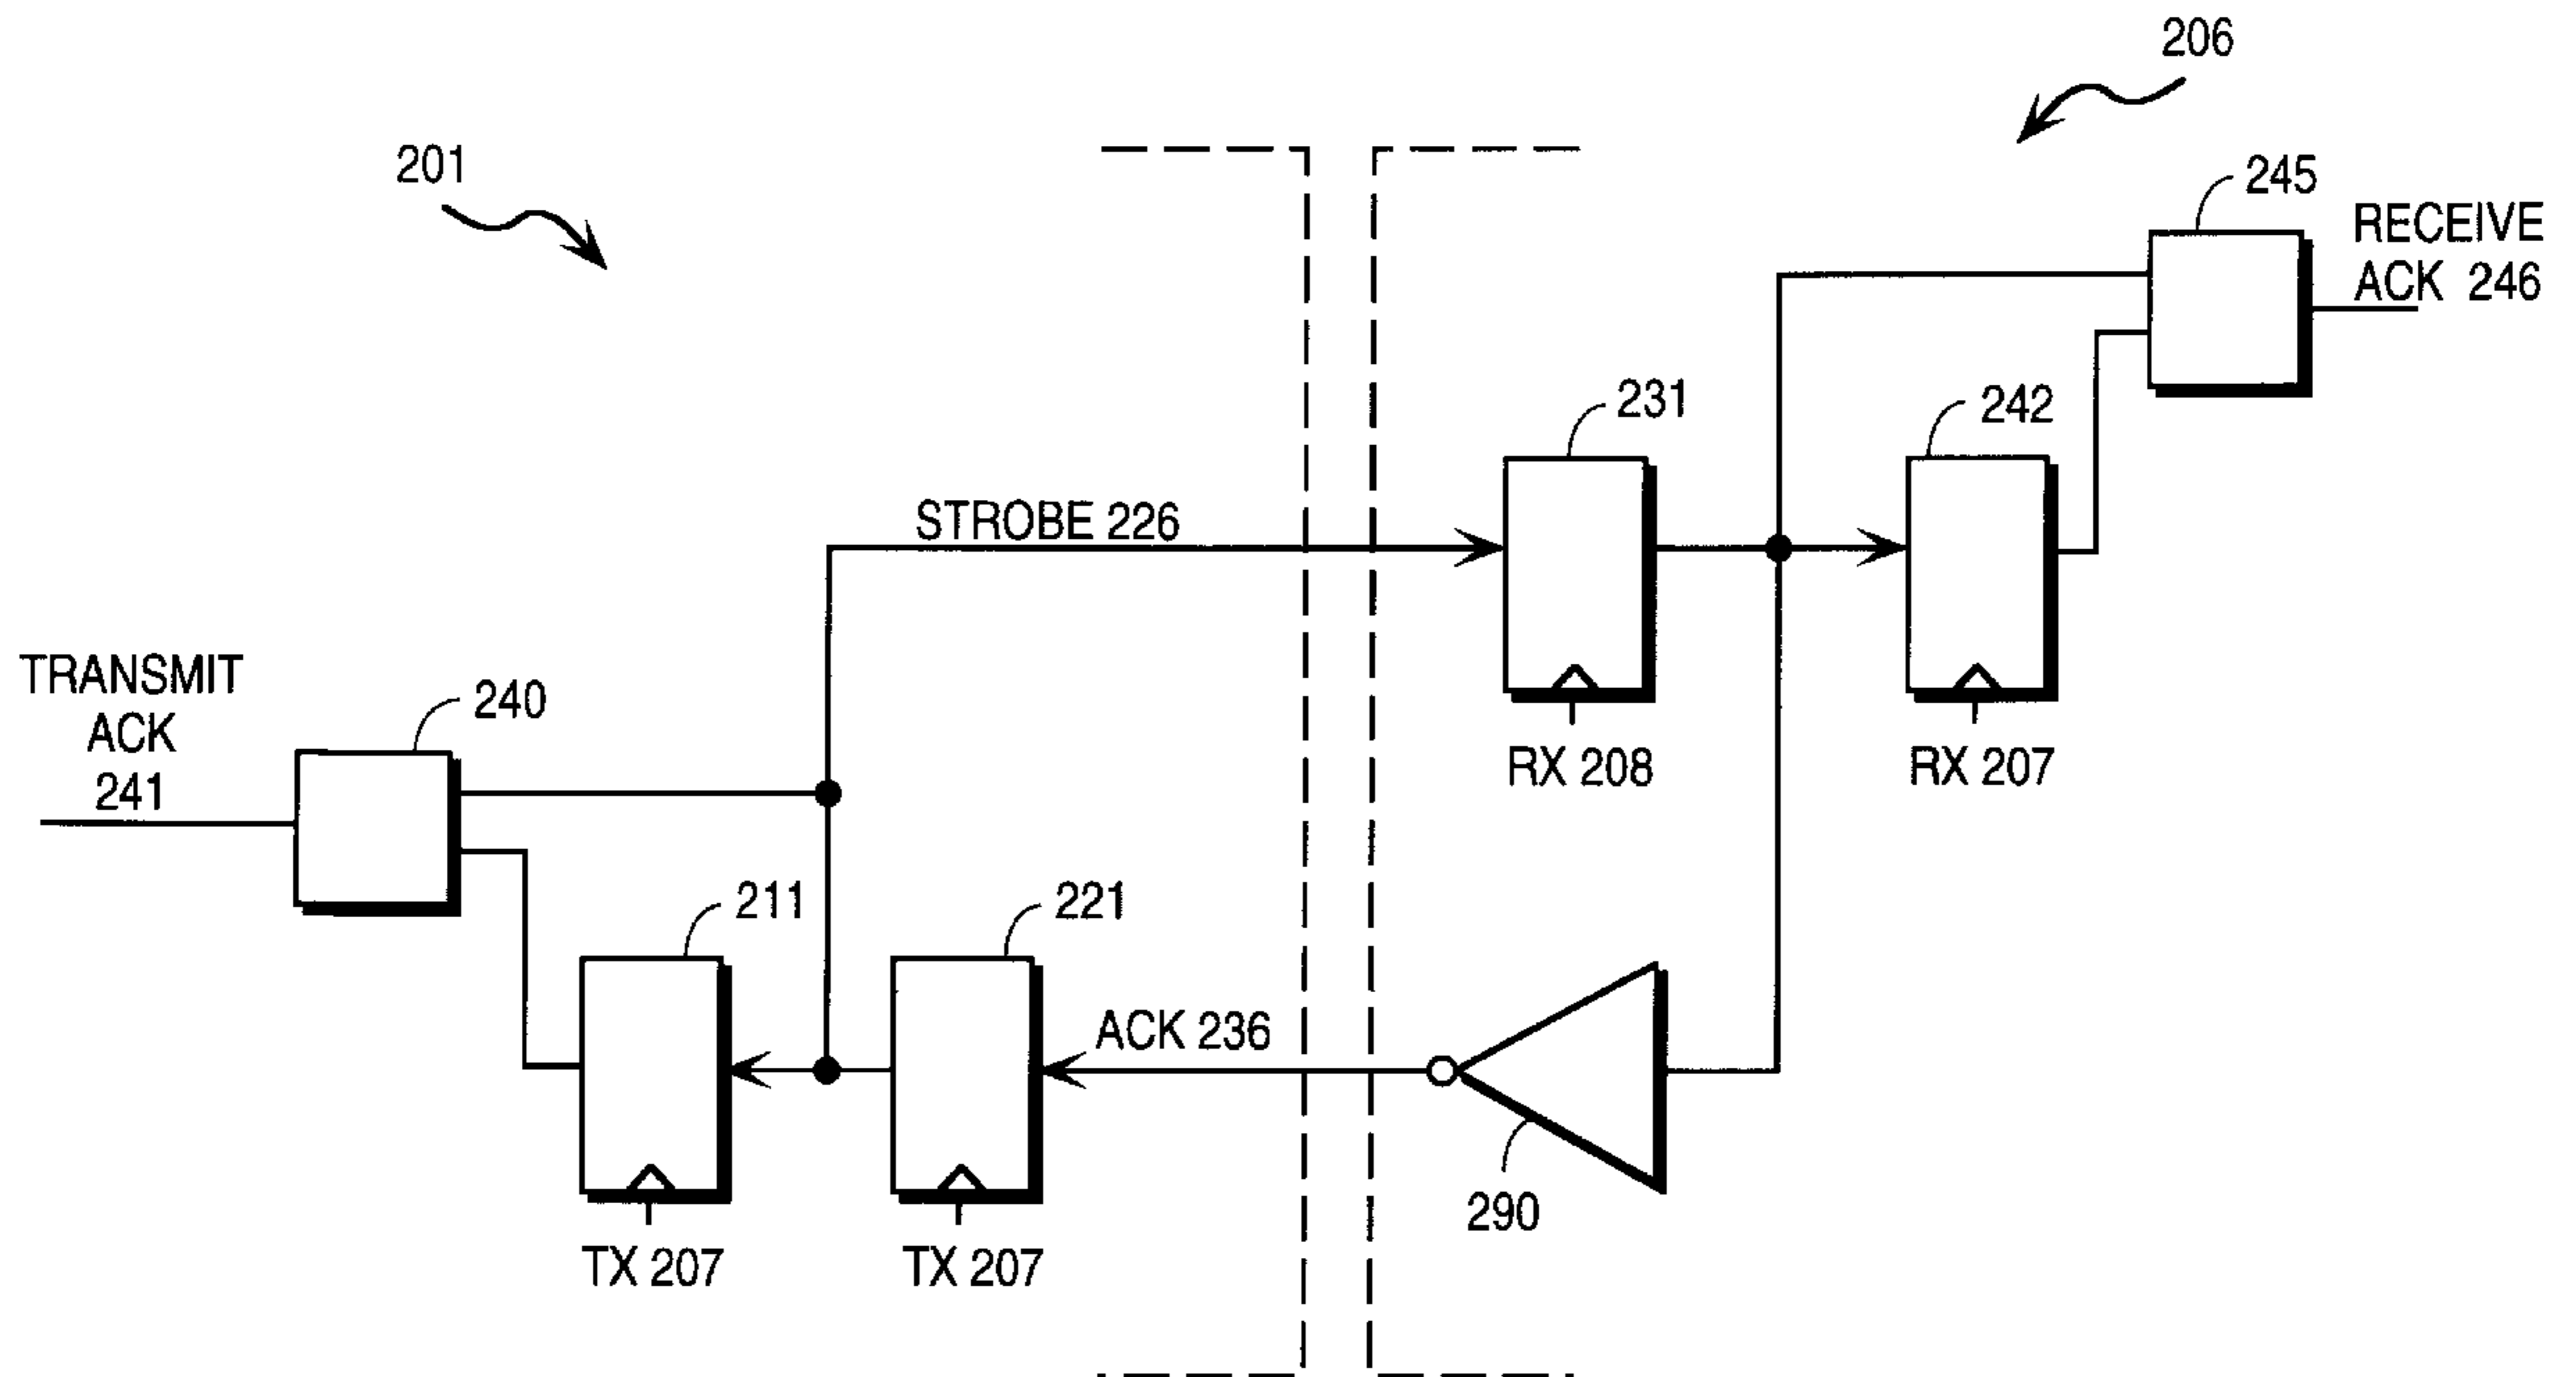 206
201
245
RECEIVE
ACK 246
231
242
STROBE 226
TRANSMIT
ACK
241
240
RX 208
RX 207
211
221
ACK 236
290
TX 207
TX 207